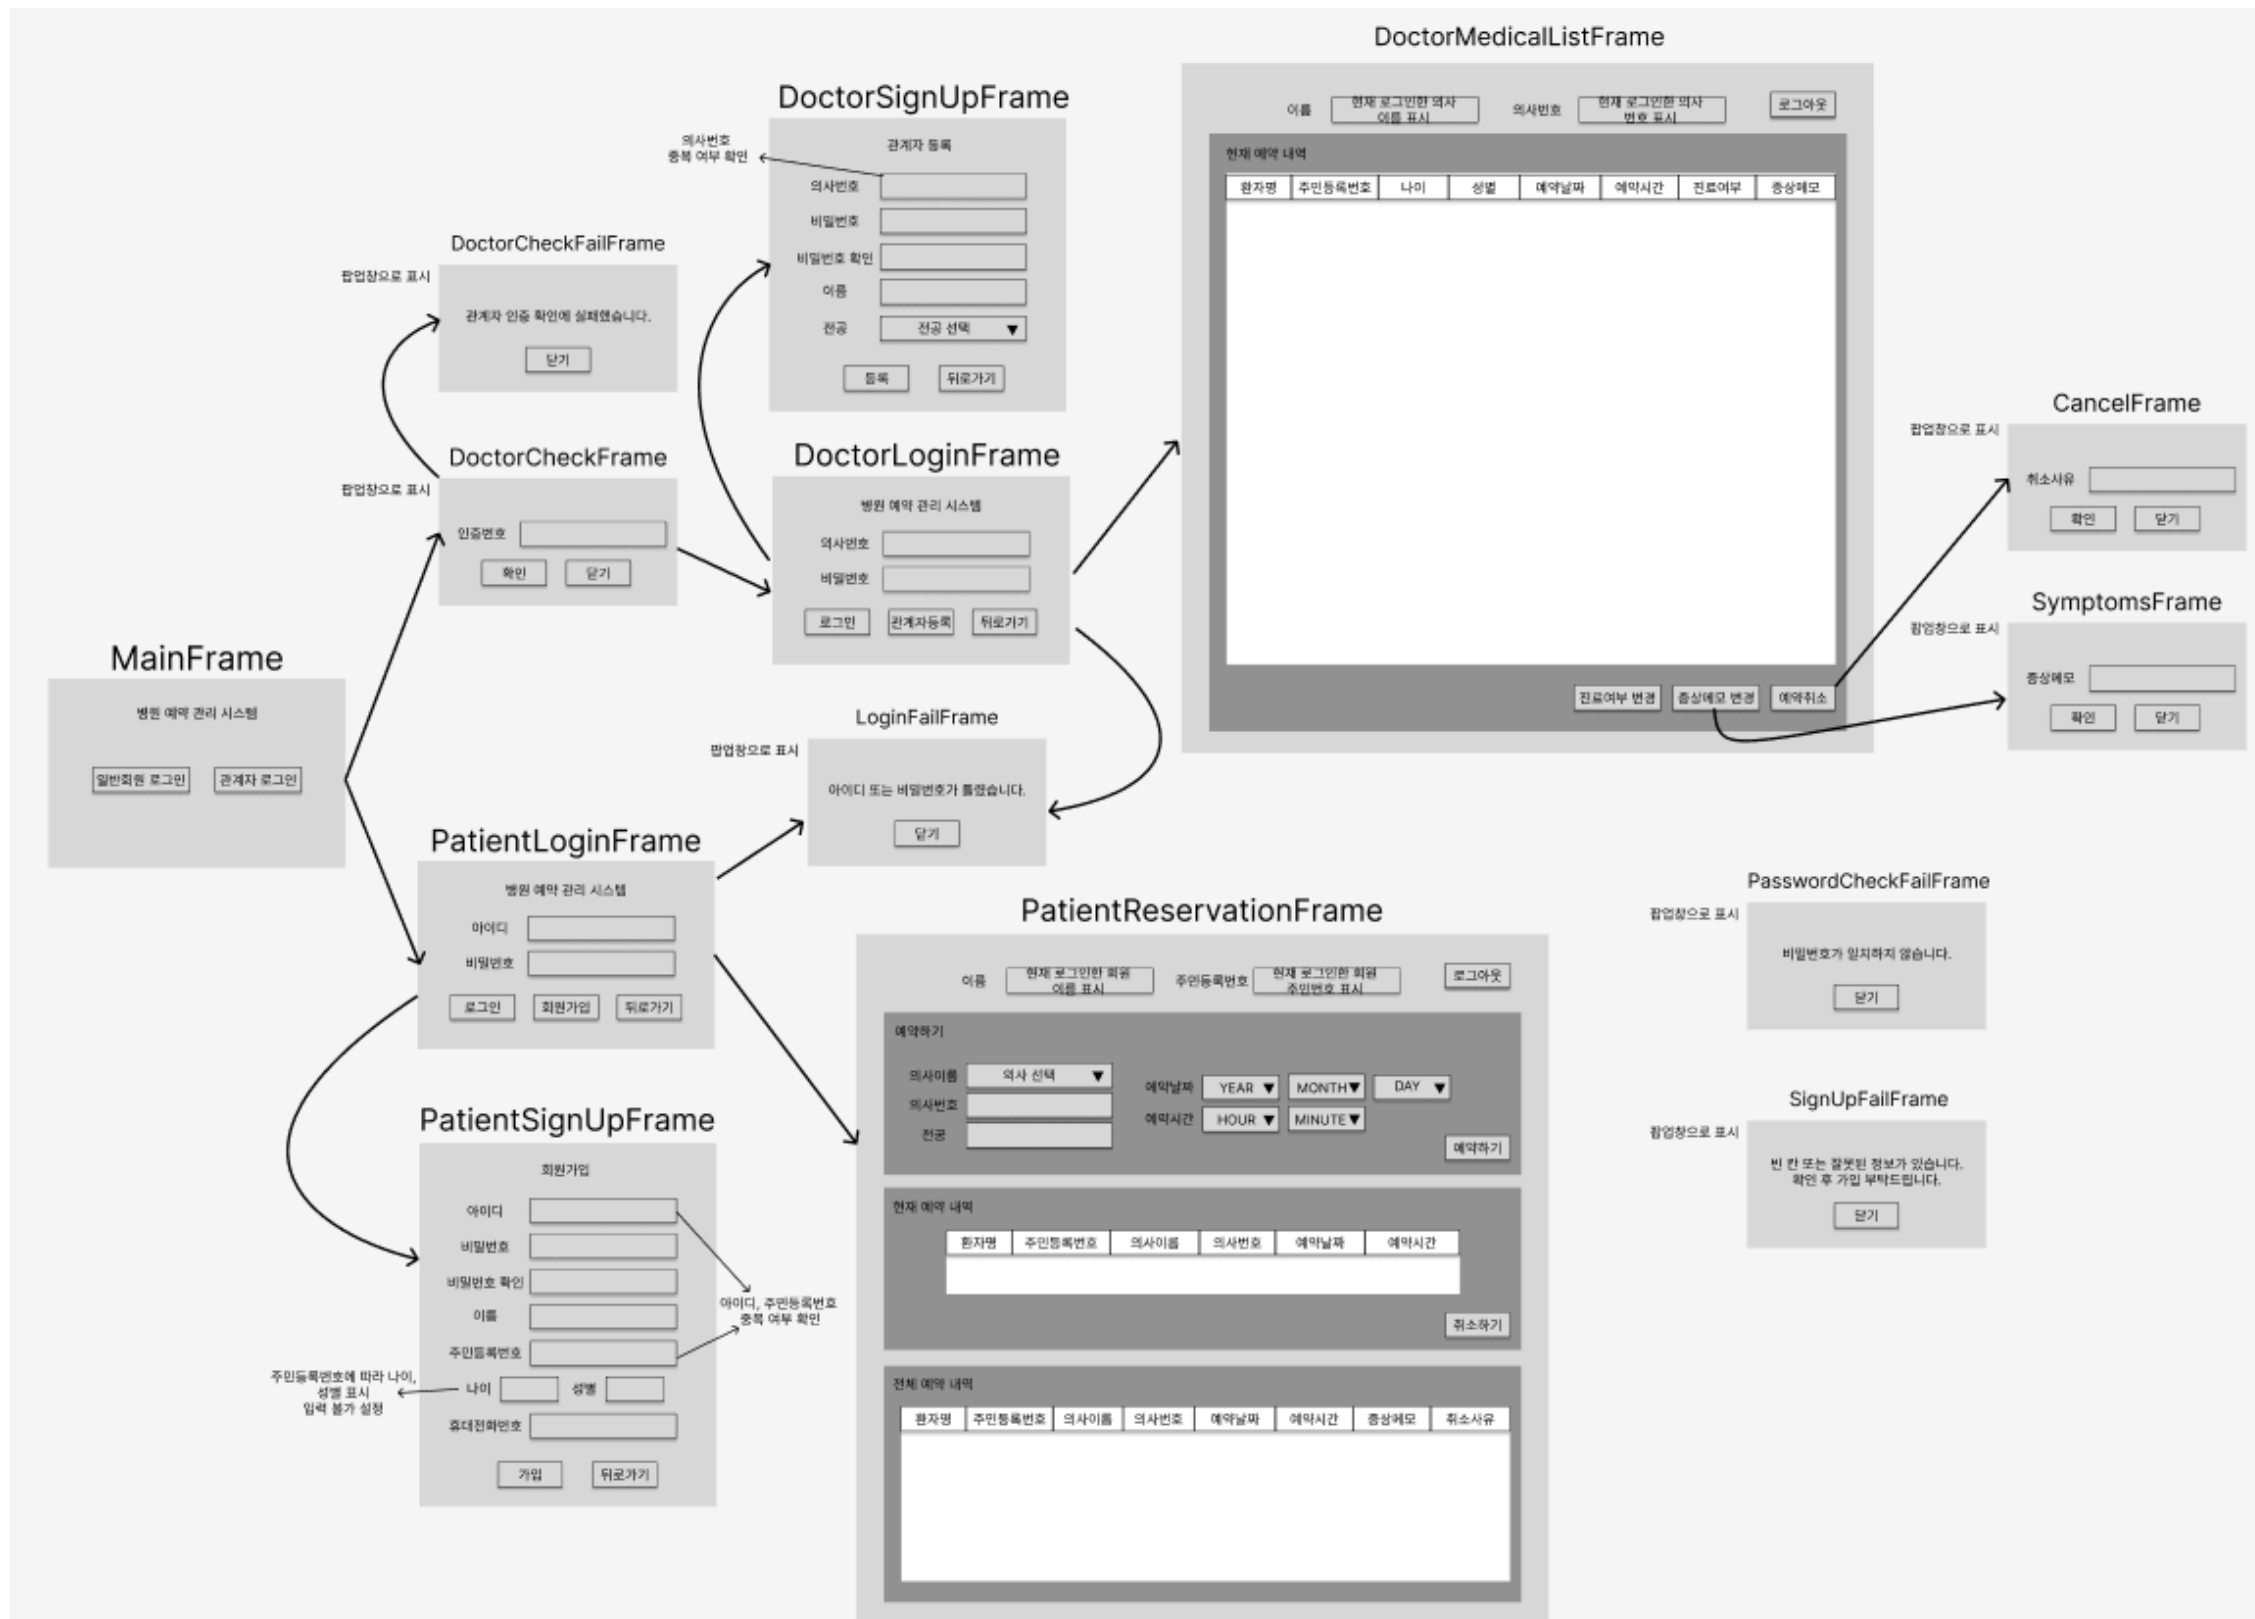 DoctorMedicalListFrame
이름
현재 로그인한 의사
이름 표시
의사번호
현재 로그인한 의사
번호 표시
로그아웃
현재 예약 내역
환자명 주민등록번호 나이 성별 예약날짜 예약시간 진료여부 증상메모
진료여부 변경
증상메모 변경
예약취소
DoctorSignUpFrame
의사번호
중복 여부 확인
관계자 등록
의사번호
비밀번호
비밀번호 확인
이름
전공
전공 선택 ▼
등록
뒤로가기
DoctorCheckFailFrame
팝업창으로 표시
관계자 인증 확인에 실패했습니다.
닫기
DoctorCheckFrame
팝업창으로 표시
인증번호
확인
닫기
DoctorLoginFrame
병원 예약 관리 시스템
의사번호
비밀번호
로그인
관계자등록
뒤로가기
CancelFrame
팝업창으로 표시
취소사유
확인
닫기
SymptomsFrame
팝업창으로 표시
증상메모
확인
닫기
MainFrame
병원 예약 관리 시스템
일반회원 로그인
관계자 로그인
LoginFailFrame
팝업창으로 표시
아이디 또는 비밀번호가 틀렸습니다.
닫기
PatientLoginFrame
병원 예약 관리 시스템
아이디
비밀번호
로그인
회원가입
뒤로가기
PatientSignUpFrame
회원가입
아이디
비밀번호
비밀번호 확인
이름
주민등록번호
나이
성별
휴대전화번호
가입
뒤로가기
아이디, 주민등록번호
중복 여부 확인
주민등록번호에 따라 나이,
성별 표시
입력 불가 설정
PatientReservationFrame
이름
현재 로그인한 회원
이름 표시
주민등록번호
현재 로그인한 회원
주민번호 표시
로그아웃
예약하기
의사이름
의사 선택 ▼
의사번호
전공
예약날짜
YEAR ▼
MONTH▼
DAY ▼
예약시간
HOUR ▼
MINUTE▼
예약하기
현재 예약 내역
환자명 주민등록번호 의사이름 의사번호 예약날짜 예약시간
취소하기
전체 예약 내역
환자명 주민등록번호 의사이름 의사번호 예약날짜 예약시간 증상메모 취소사유
PasswordCheckFailFrame
팝업창으로 표시
비밀번호가 일치하지 않습니다.
닫기
SignUpFailFrame
팝업창으로 표시
빈 칸 또는 잘못된 정보가 있습니다.
확인 후 가입 부탁드립니다.
닫기